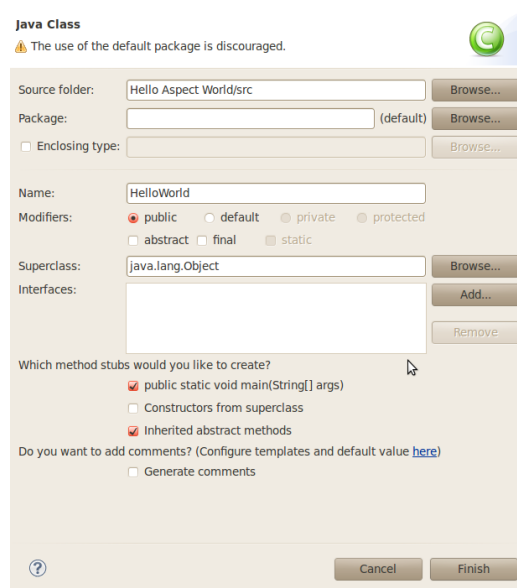 Java Class
The use of the default package is discouraged.
C
Source folder: Hello Aspect World/src Browse...
Package: (default) Browse...
Enclosing type: Browse...
Name: HelloWorld
Modifiers: public default private protected
abstract final static
Superclass: java.lang.Object Browse...
Interfaces: Add...
Remove
Which method stubs would you like to create?
public static void main(String[] args)
Constructors from superclass
Inherited abstract methods
Do you want to add comments? (Configure templates and default value here)
Generate comments
? Cancel Finish